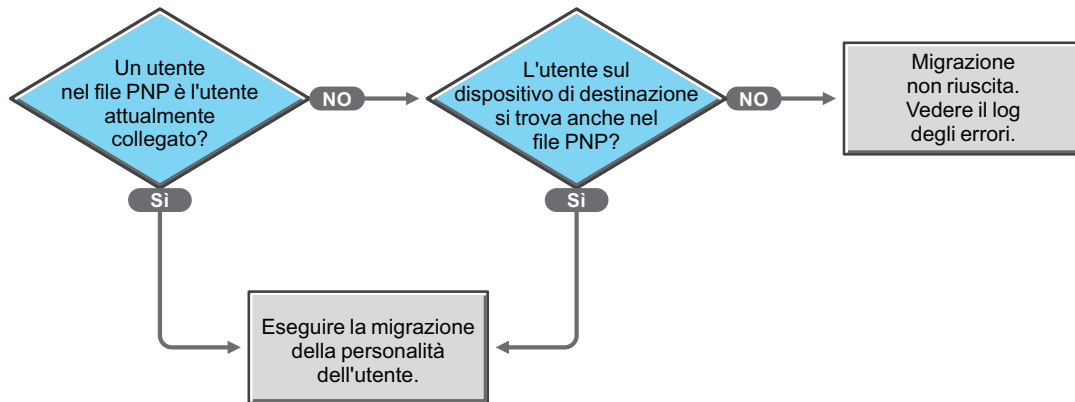 Un utente
nel file PNP è l'utente
attualmente
collegato?
NO
L'utente sul
dispositivo di destinazione
si trova anche nel
file PNP?
NO
Migrazione
non riuscita.
Vedere il log
degli errori.
Sì
Sì
Eseguire la migrazione
della personalità
dell'utente.